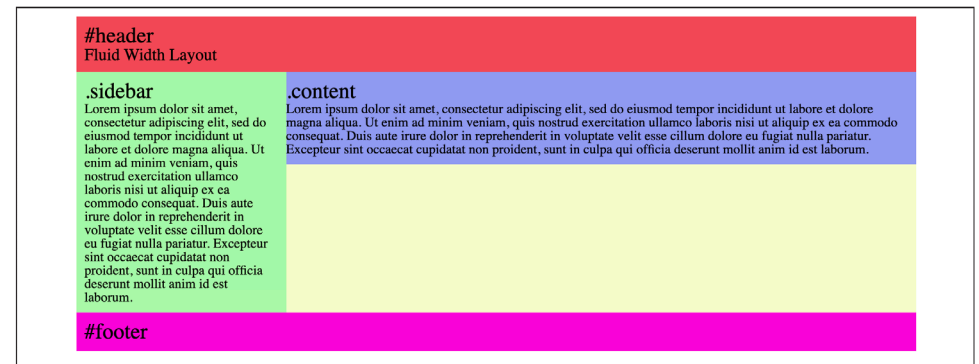 #header
Fluid Width Layout
.sidebar
Lorem ipsum dolor sit amet,
consectetur adipiscing elit, sed do
eiusmod tempor incididunt ut
labore et dolore magna aliqua. Ut
enim ad minim veniam, quis
nostrud exercitation ullamco
laboris nisi ut aliquip ex ea
commodo consequat. Duis aute
irure dolor in reprehenderit in
voluptate velit esse cillum dolore
eu fugiat nulla pariatur. Excepteur
sint occaecat cupidatat non
proident, sunt in culpa qui officia
deserunt mollit anim id est
laborum.
.content
Lorem ipsum dolor sit amet, consectetur adipiscing elit, sed do eiusmod tempor incididunt ut labore et dolore
magna aliqua. Ut enim ad minim veniam, quis nostrud exercitation ullamco laboris nisi ut aliquip ex ea commodo
consequat. Duis aute irure dolor in reprehenderit in voluptate velit esse cillum dolore eu fugiat nulla pariatur.
Excepteur sint occaecat cupidatat non proident, sunt in culpa qui officia deserunt mollit anim id est laborum.
#footer